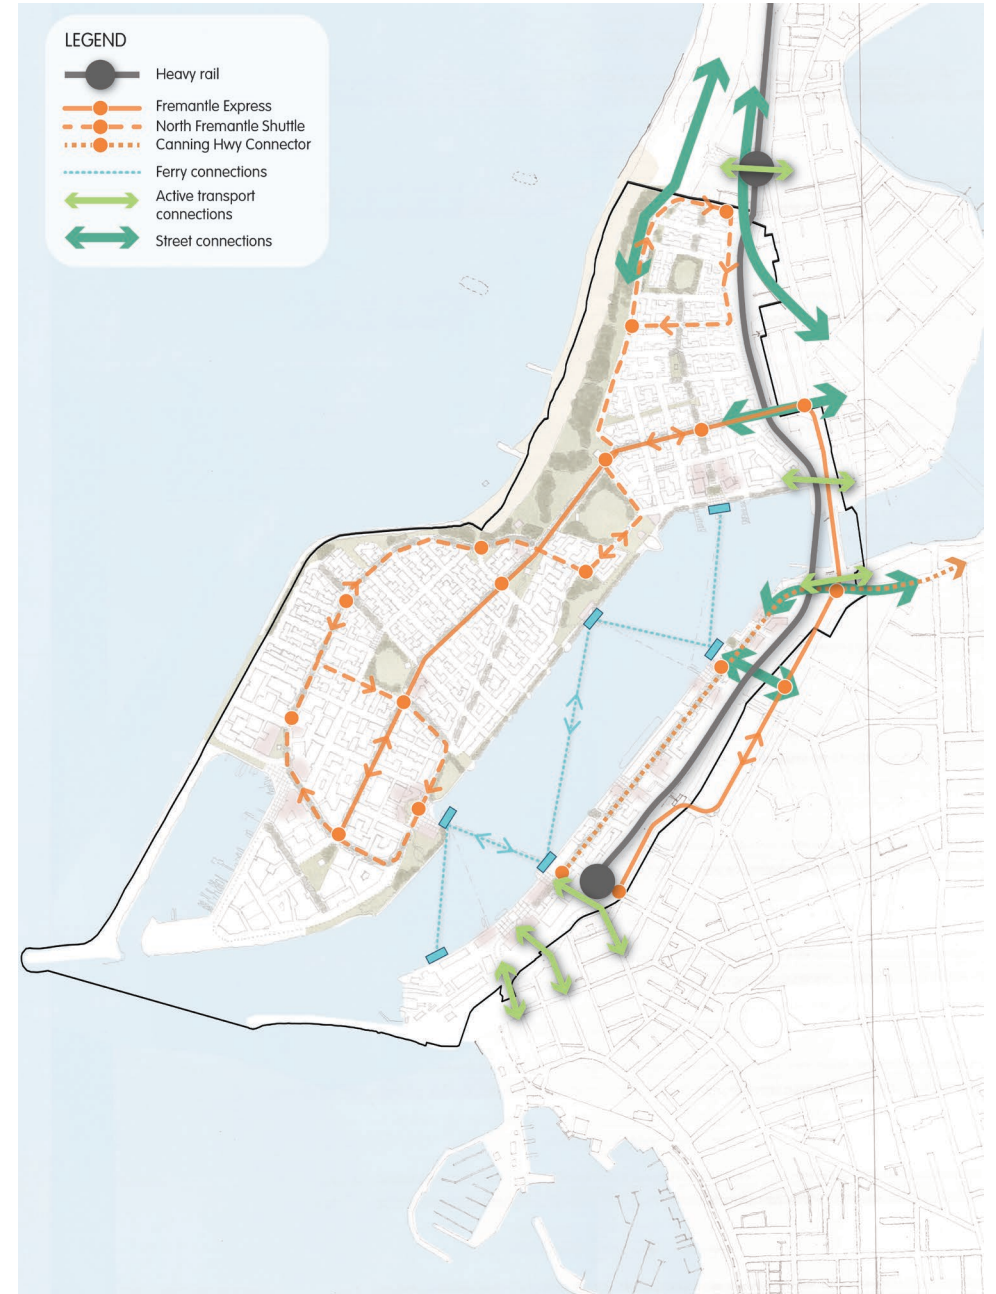 LEGEND
Heavy rail
Fremantle Express
North Fremantle Shuttle
Canning Hwy Connector
Ferry connections
Active transport
connections
Street connections